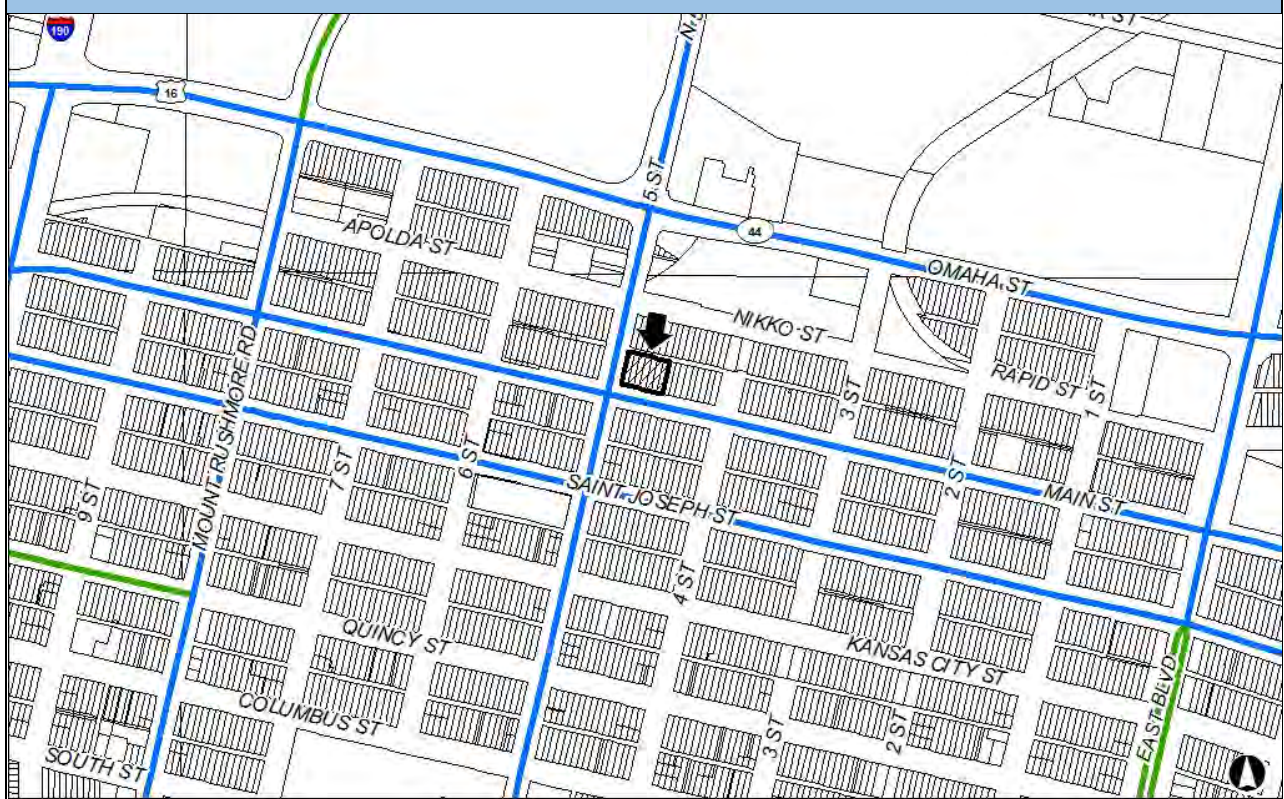 190
16
5 ST
44
APOLDA ST
OMAHA ST
NIKKO ST
RAPID ST
1 ST
3 ST
MOUNT RUSHMORE RD
6 ST
7 ST
9 ST
SAINT JOSEPH ST
2 ST
MAIN ST
4 ST
QUINCY ST
KANSAS CITY ST
COLUMBUS ST
EAST BLVD
3 ST
2 ST
SOUTH ST